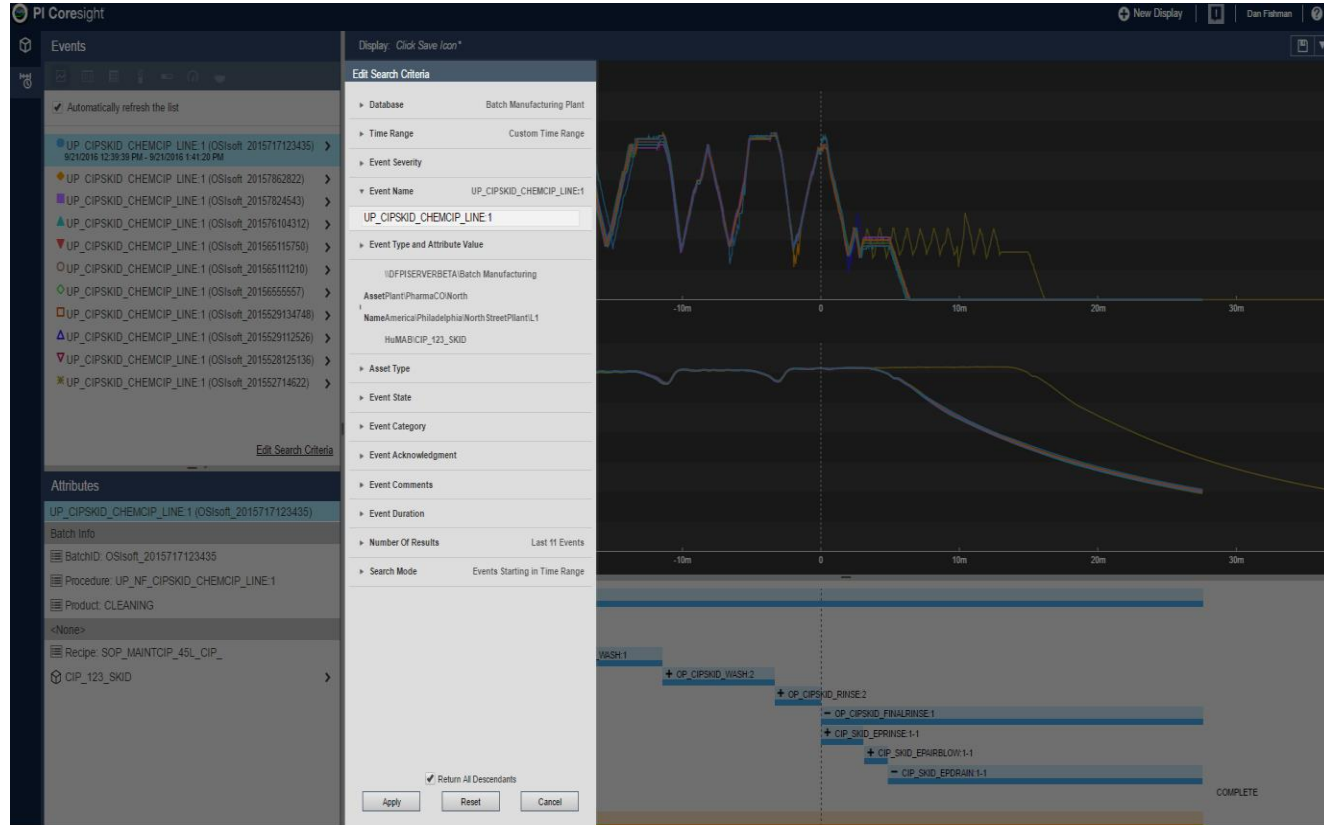 PI Coresight
New Display
!
Dan Fishman
?
Events
Automatically refresh the list
UP_CIPSKID_CHEMCIP_LINE:1 (OSIsoft_2015717123435)
9/21/2016 12:39:39 PM - 9/21/2016 1:41:20 PM
UP_CIPSKID_CHEMCIP_LINE:1 (OSIsoft_20157862822)
UP_CIPSKID_CHEMCIP_LINE:1 (OSIsoft_20157824543)
UP_CIPSKID_CHEMCIP_LINE:1 (OSIsoft_201576104312)
UP_CIPSKID_CHEMCIP_LINE:1 (OSIsoft_201565115750)
UP_CIPSKID_CHEMCIP_LINE:1 (OSIsoft_201565111210)
UP_CIPSKID_CHEMCIP_LINE:1 (OSIsoft_20156555557)
UP_CIPSKID_CHEMCIP_LINE:1 (OSIsoft_2015529134748)
UP_CIPSKID_CHEMCIP_LINE:1 (OSIsoft_2015529112526)
UP_CIPSKID_CHEMCIP_LINE:1 (OSIsoft_2015528125136)
UP_CIPSKID_CHEMCIP_LINE:1 (OSIsoft_201552714622)
Edit Search Criteria
Attributes
UP_CIPSKID_CHEMCIP_LINE:1 (OSIsoft_2015717123435)
Batch Info
BatchID: OSIsoft_2015717123435
Procedure: UP_NF_CIPSKID_CHEMCIP_LINE:1
Product: CLEANING
<None>
Recipe: SOP_MAINTCIP_45L_CIP_
CIP_123_SKID
Display: Click Save Icon*
Edit Search Criteria
Database Batch Manufacturing Plant
Time Range Custom Time Range
Event Severity
Event Name UP_CIPSKID_CHEMCIP_LINE:1
UP_CIPSKID_CHEMCIP_LINE:1
Event Type and Attribute Value
\\DFPISERVERBETA\Batch Manufacturing
AssetPlant\PharmaCO\North
NameAmerica\Philadelphia\NorthStreetPllant\L1
HuMAB\CIP_123_SKID
Asset Type
Event State
Event Category
Event Acknowledgment
Event Comments
Event Duration
Number Of Results Last 11 Events
Search Mode Events Starting in Time Range
Return All Descendants
Apply Reset Cancel
-10m 0 10m 20m 30m
-10m 0 10m 20m 30m
_WASH:1
OP_CIPSKID_WASH:2
OP_CIPSKID_RINSE:2
OP_CIPSKID_FINALRINSE:1
CIP_SKID_EPRINSE:1-1
CIP_SKID_EPAIRBLOW:1-1
CIP_SKID_EPDRAIN:1-1
COMPLETE